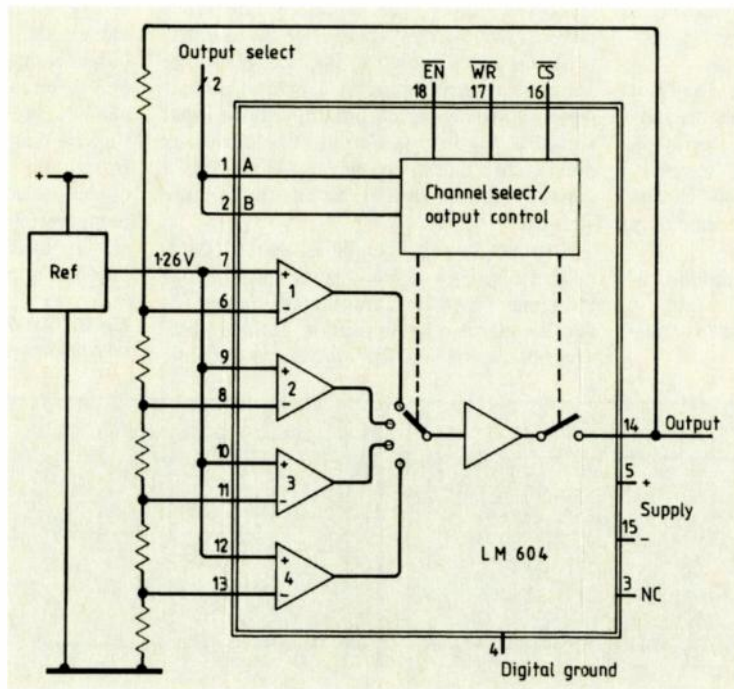 Output select
2
EN WR CS
18 17 16
1 A
2 B
Channel select/
output control
+
Ref
1·26V
7 + 1
6 −
9 + 2
8 −
10 + 3
11 −
12 + 4
13 −
14 Output
5 +
Supply
15 −
LM 604
3 NC
4
Digital ground